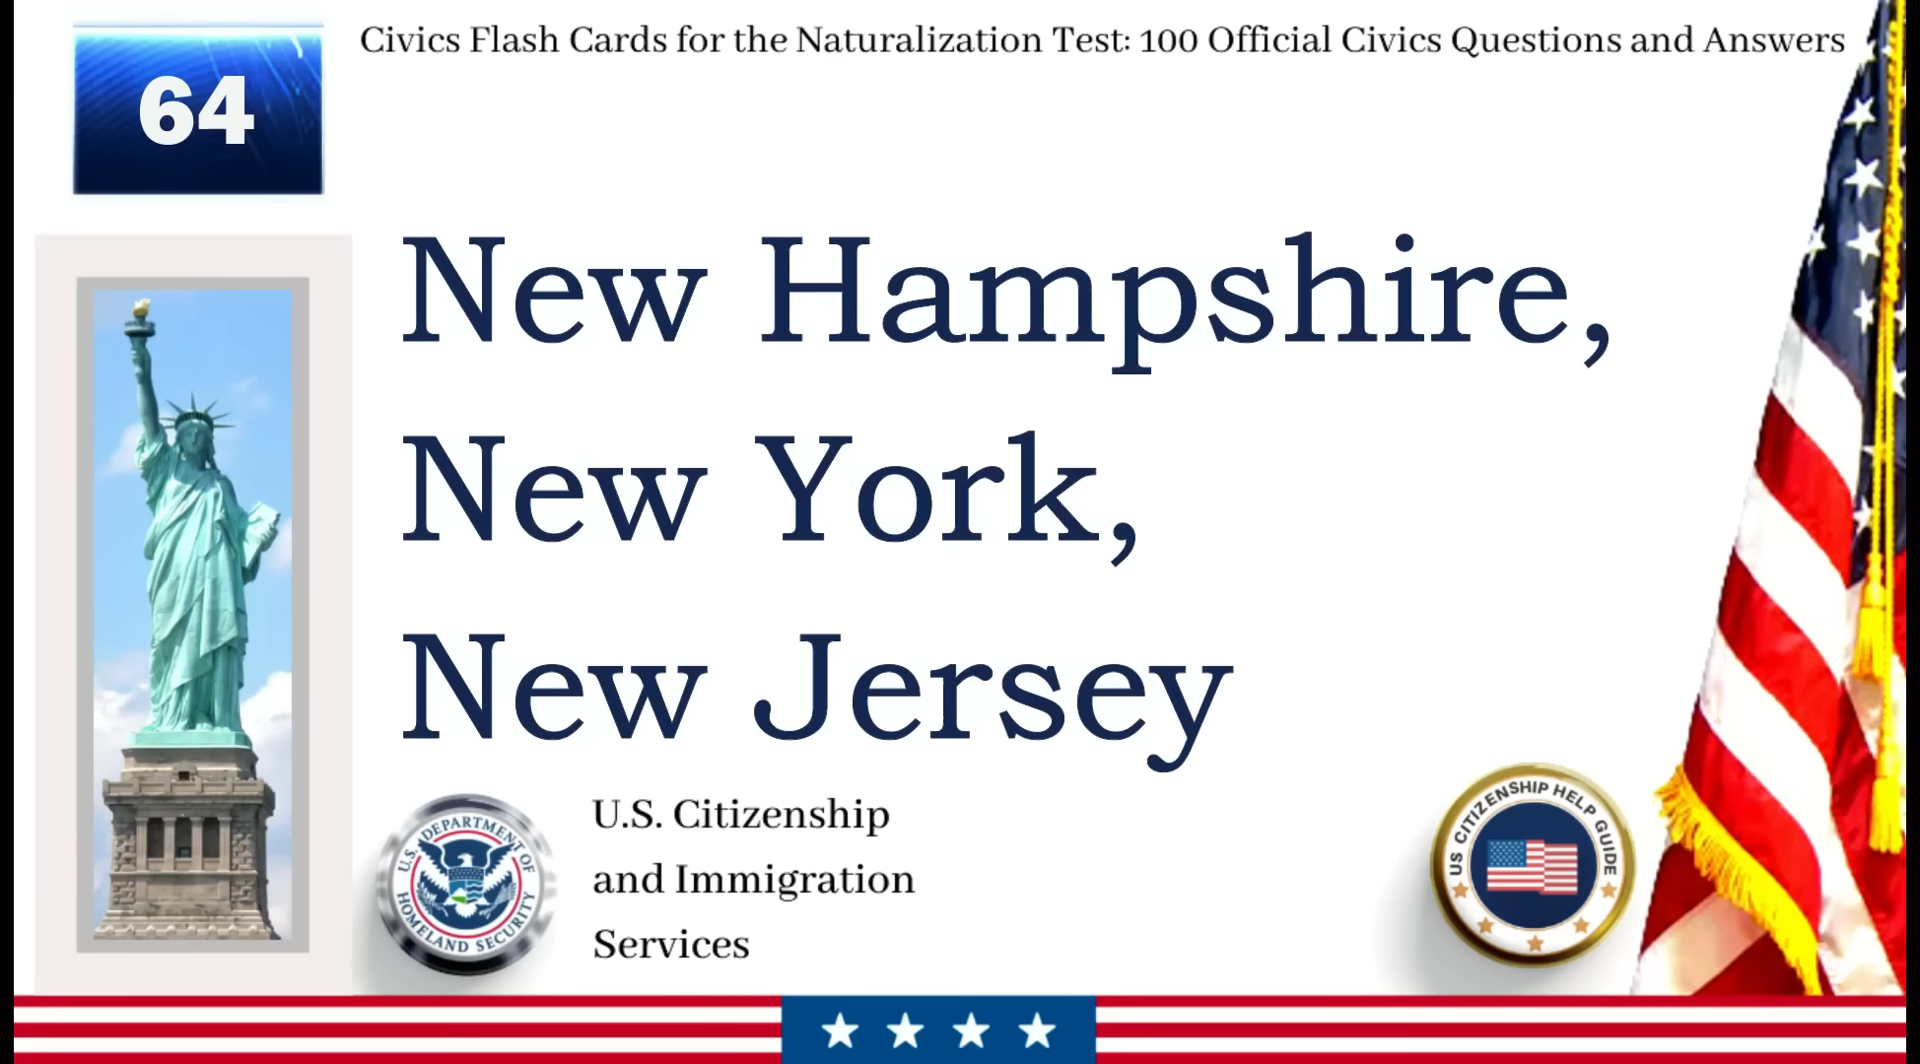 64
Civics Flash Cards for the Naturalization Test: 100 Official Civics Questions and Answers
New Hampshire,
New York,
New Jersey
U.S. DEPARTMENT OF
HOMELAND SECURITY
U.S. Citizenship
and Immigration
Services
US CITIZENSHIP HELP GUIDE